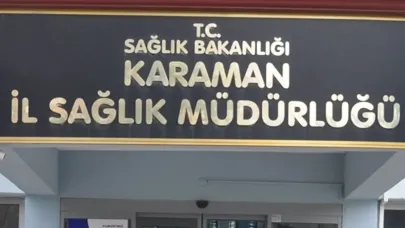 T.C.
SAĞLIK BAKANLIĞI
KARAMAN
İL SAĞLIK MÜDÜRLÜĞÜ